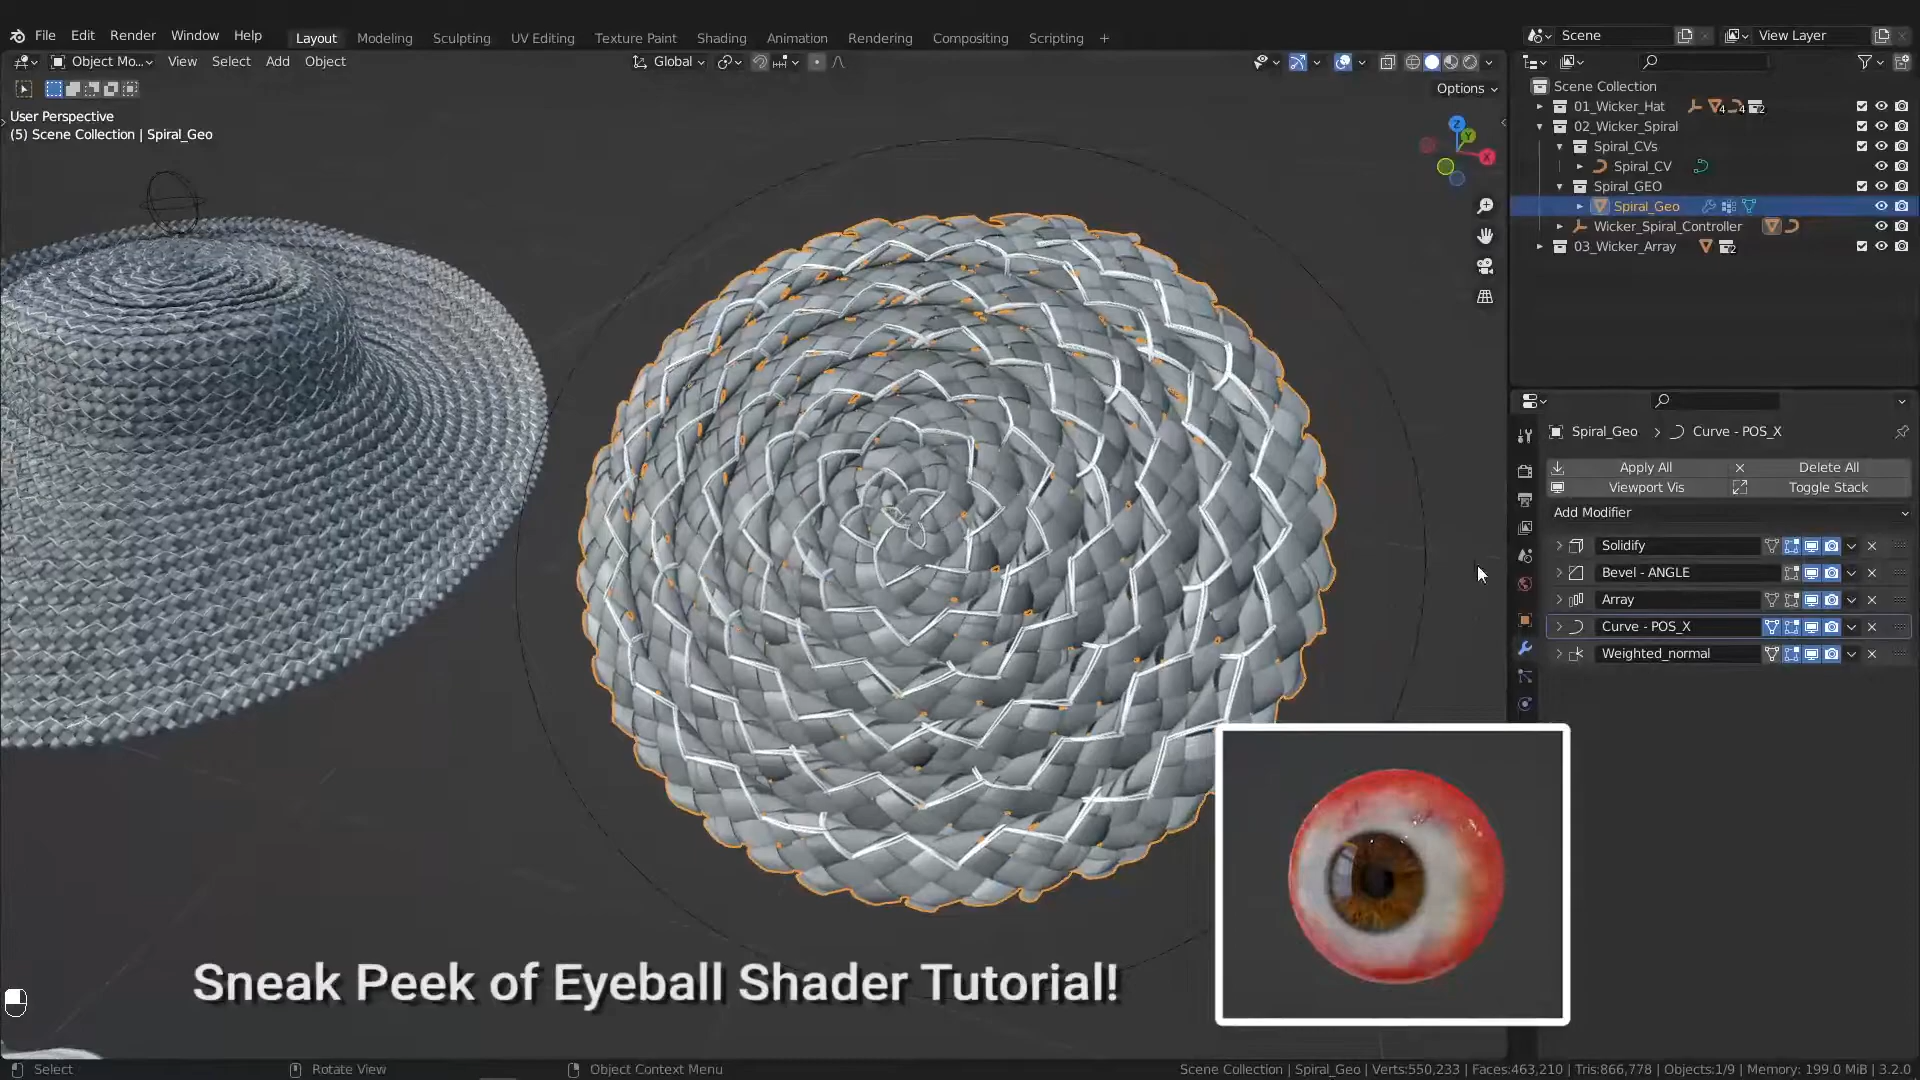 File Edit Render Window Help
Layout Modeling Sculpting UV Editing Texture Paint Shading Animation Rendering Compositing Scripting +
Scene
View Layer
Object Mo... View Select Add Object
Global
Options
User Perspective
(5) Scene Collection | Spiral_Geo
Z
Y
X
Scene Collection
01_Wicker_Hat 4 4 2
02_Wicker_Spiral
Spiral_CVs
Spiral_CV
Spiral_GEO
Spiral_Geo
Wicker_Spiral_Controller
03_Wicker_Array 2
Spiral_Geo > Curve - POS_X
Apply All Delete All
Viewport Vis Toggle Stack
Add Modifier
Solidify
Bevel - ANGLE
Array
Curve - POS_X
Weighted_normal
Sneak Peek of Eyeball Shader Tutorial!
Select Rotate View Object Context Menu
Scene Collection | Spiral_Geo | Verts:550,233 | Faces:463,210 | Tris:866,778 | Objects:1/9 | Memory: 199.0 MiB | 3.2.0